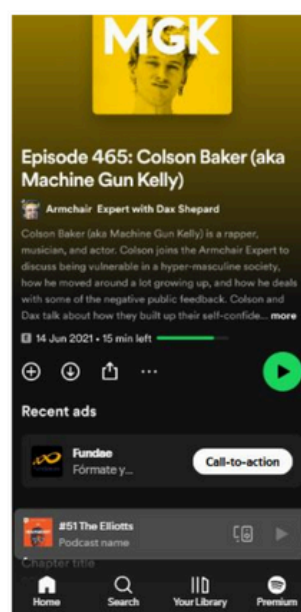 MGK
Episode 465: Colson Baker (aka
Machine Gun Kelly)
Armchair Expert with Dax Shepard
Colson Baker (aka Machine Gun Kelly) is a rapper,
musician, and actor. Colson joins the Armchair Expert to
discuss being vulnerable in a hyper-masculine society,
how he moved around a lot growing up, and how he deals
with some of the negative public feedback. Colson and
Dax talk about how they built up their self-confide... more
E 14 Jun 2021 • 15 min left
Recent ads
Fundae
Fórmate y...
Call-to-action
#51 The Elliotts
Podcast name
Chapter title
Home Search Your Library Premium